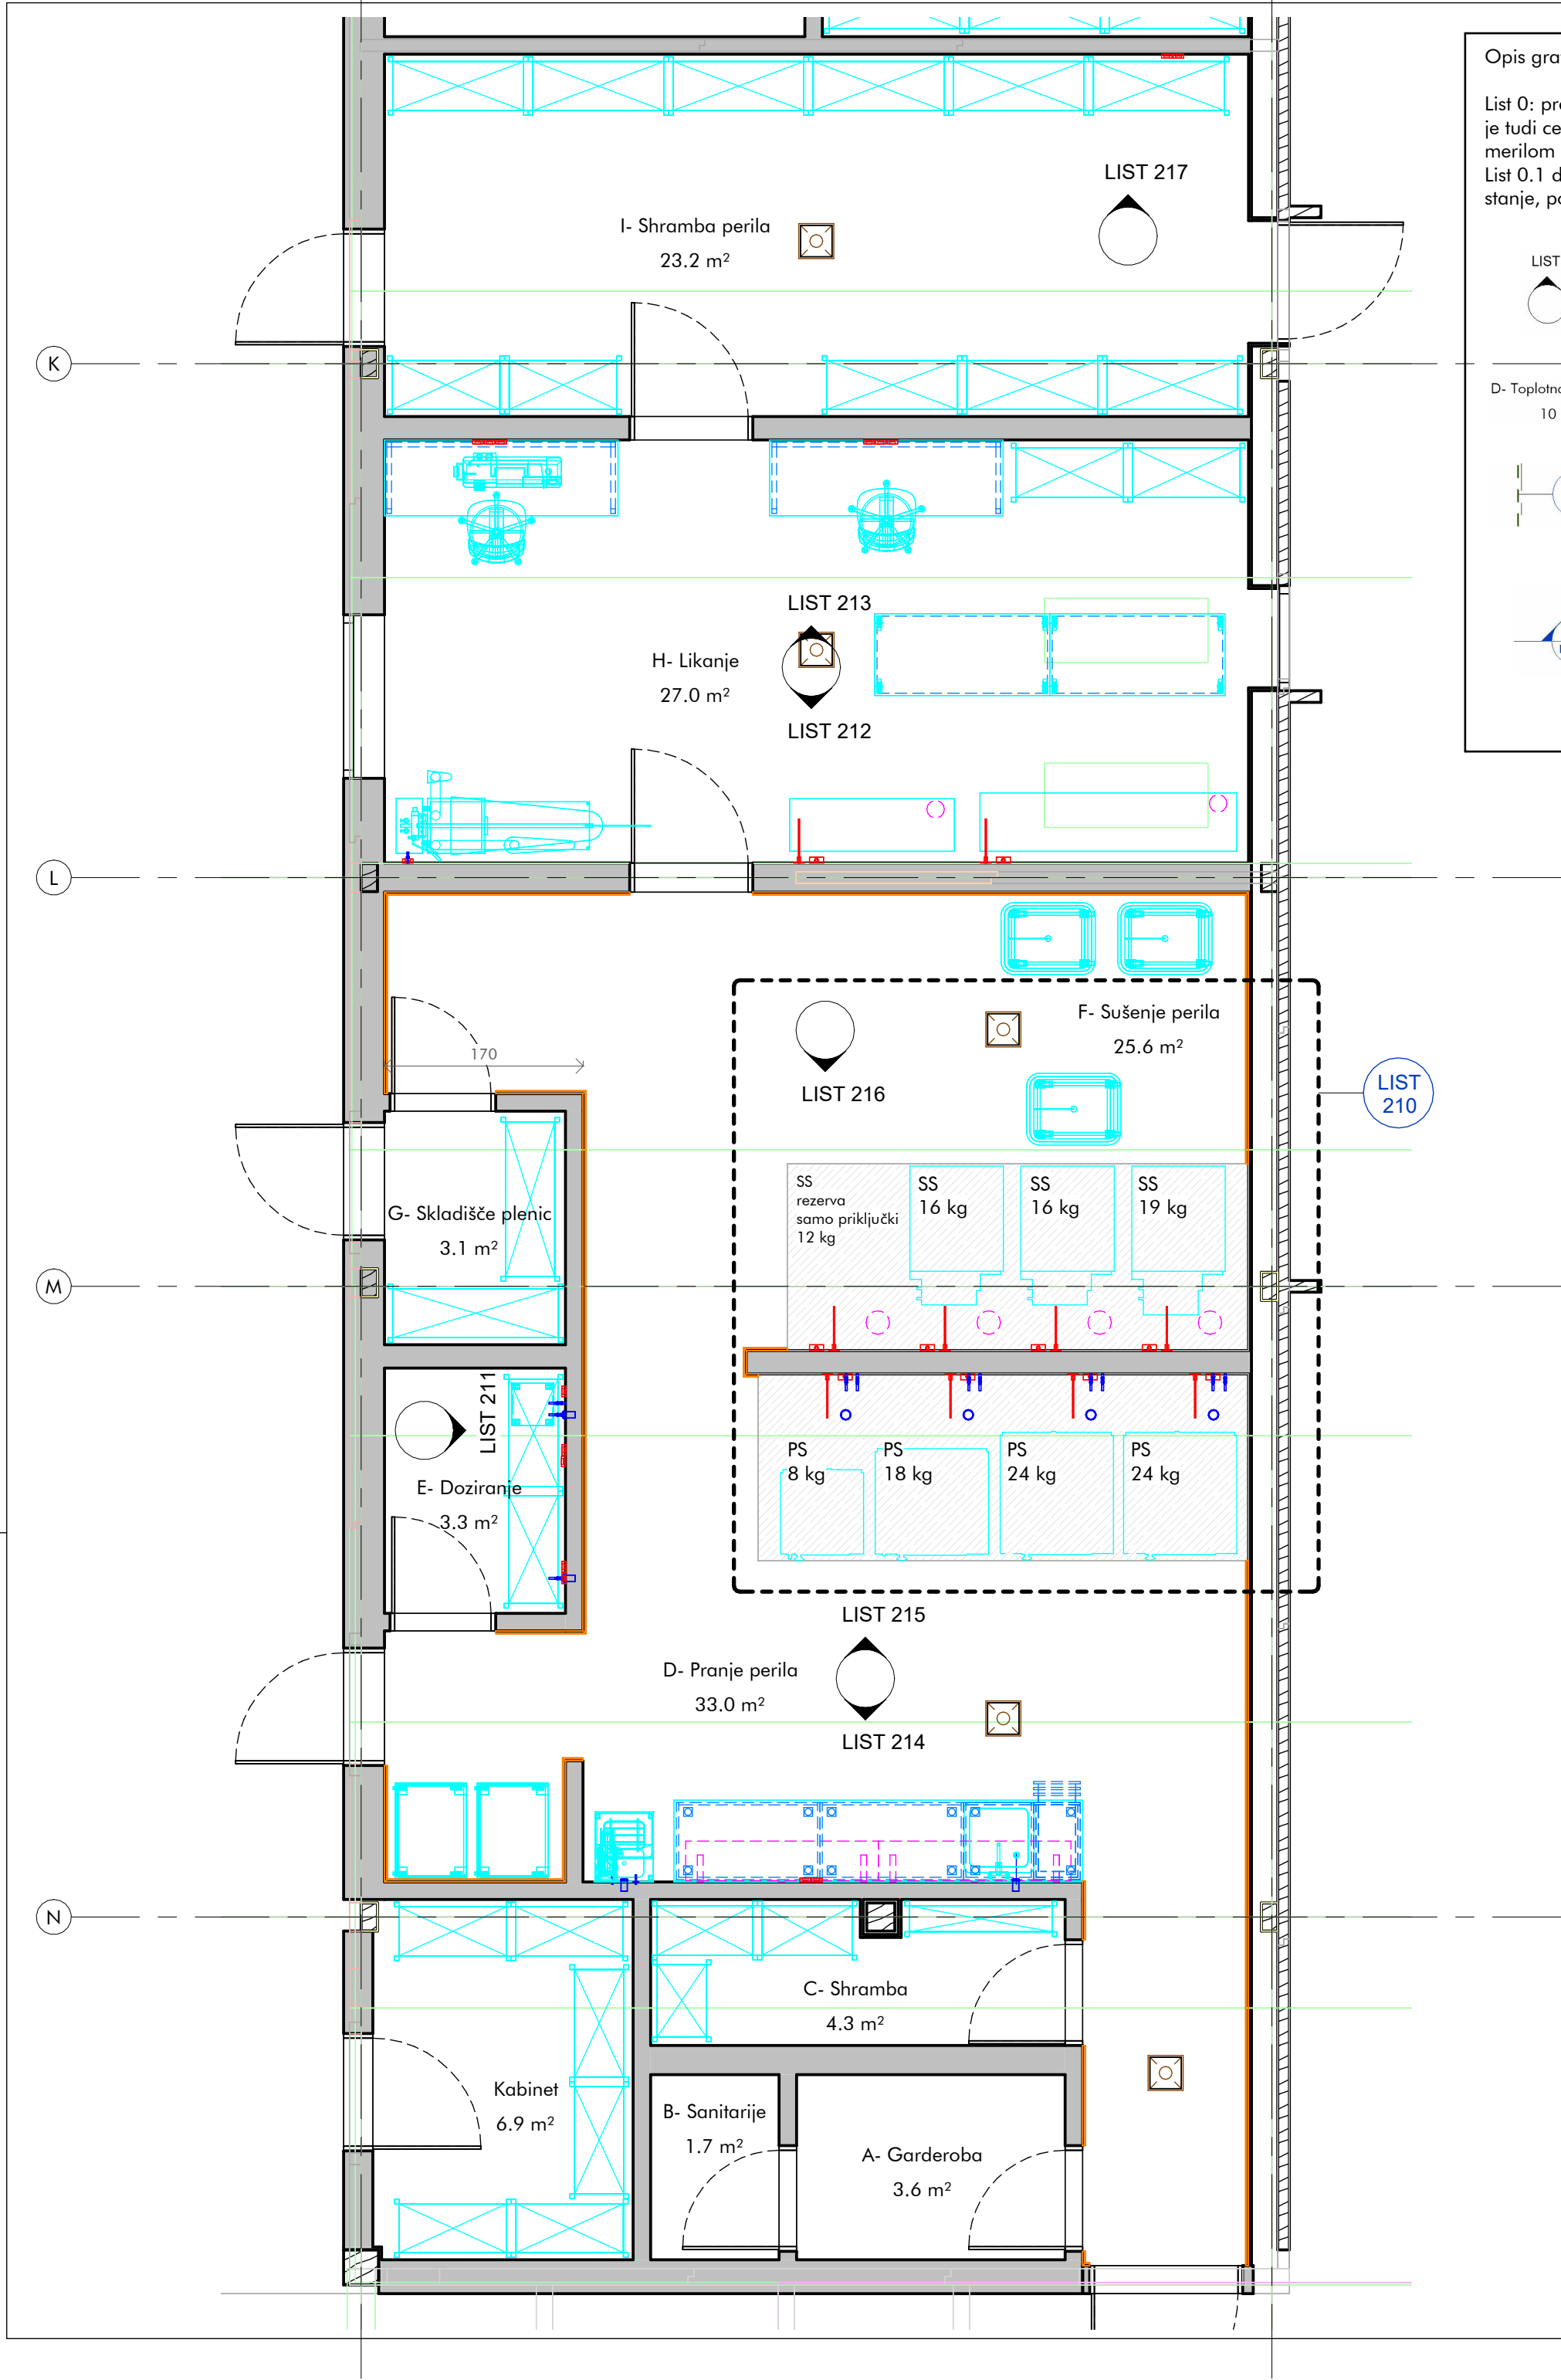 Opis gra
List 0: pre
je tudi ce
merilom
List 0.1 d
stanje, po
LIST
D- Toplotna
10
LIST 217
I- Shramba perila
23.2 m²
K
LIST 213
H- Likanje
27.0 m²
LIST 212
L
F- Sušenje perila
25.6 m²
170
LIST 216
LIST
210
SS
rezerva
samo priključki
12 kg
SS
16 kg
SS
16 kg
SS
19 kg
G- Skladišče plenic
3.1 m²
M
LIST 211
E- Doziranje
3.3 m²
PS
8 kg
PS
18 kg
PS
24 kg
PS
24 kg
LIST 215
D- Pranje perila
33.0 m²
LIST 214
N
C- Shramba
4.3 m²
Kabinet
6.9 m²
B- Sanitarije
1.7 m²
A- Garderoba
3.6 m²